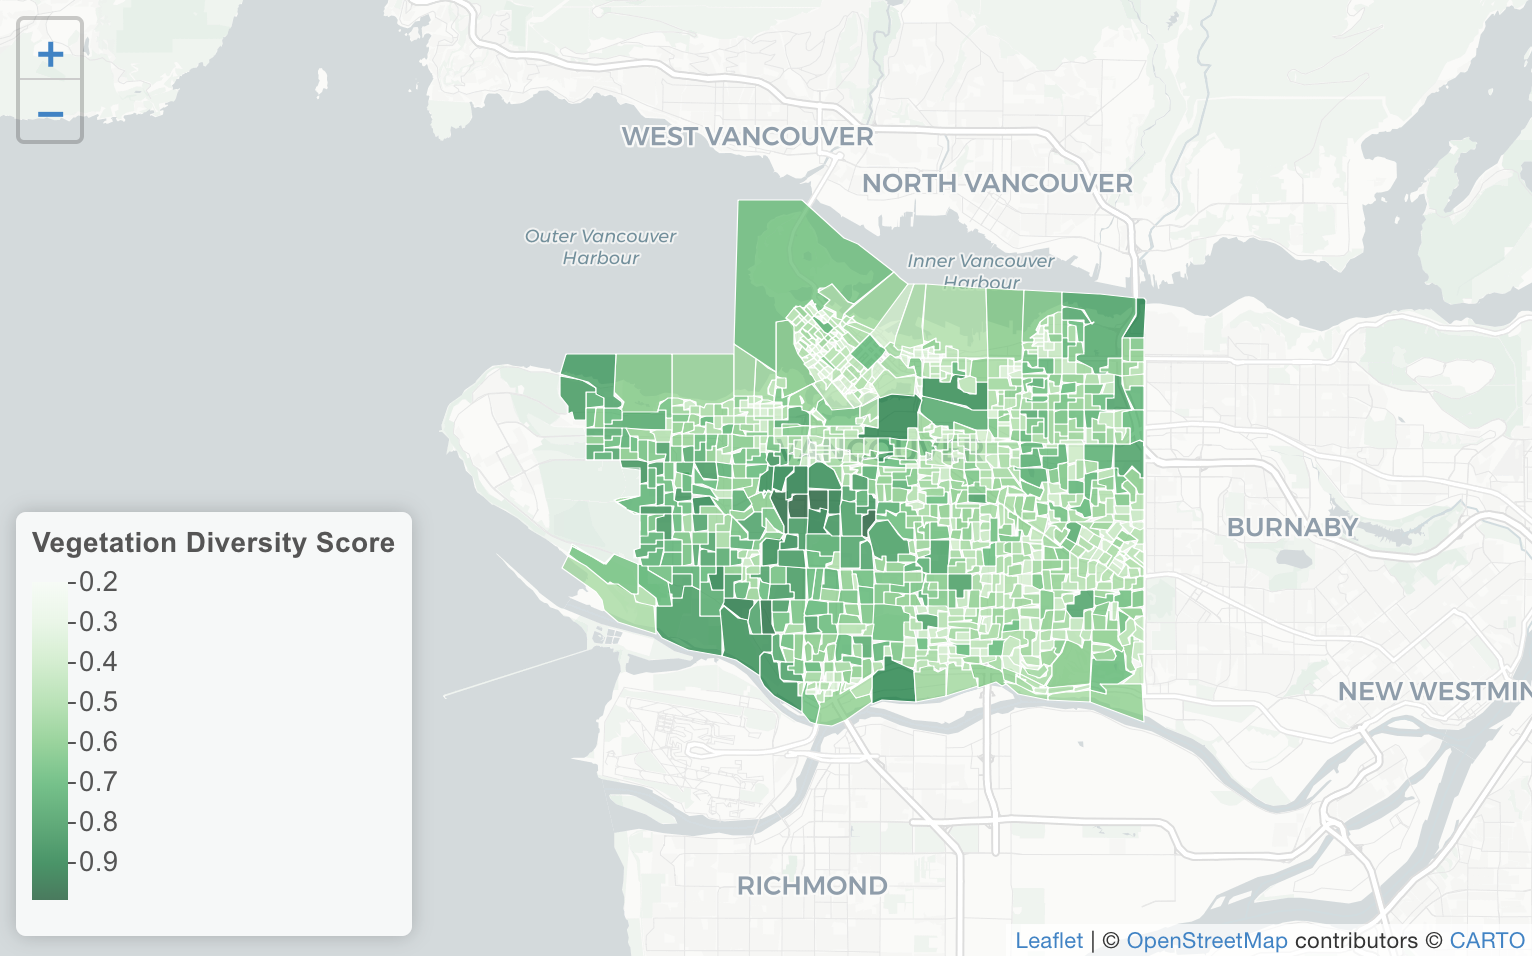 +
−
WEST VANCOUVER
NORTH VANCOUVER
Outer Vancouver
Harbour
Inner Vancouver
Harbour
BURNABY
NEW WESTMIN
RICHMOND
Vegetation Diversity Score
0.2
0.3
0.4
0.5
0.6
0.7
0.8
0.9
Leaflet | © OpenStreetMap contributors © CARTO